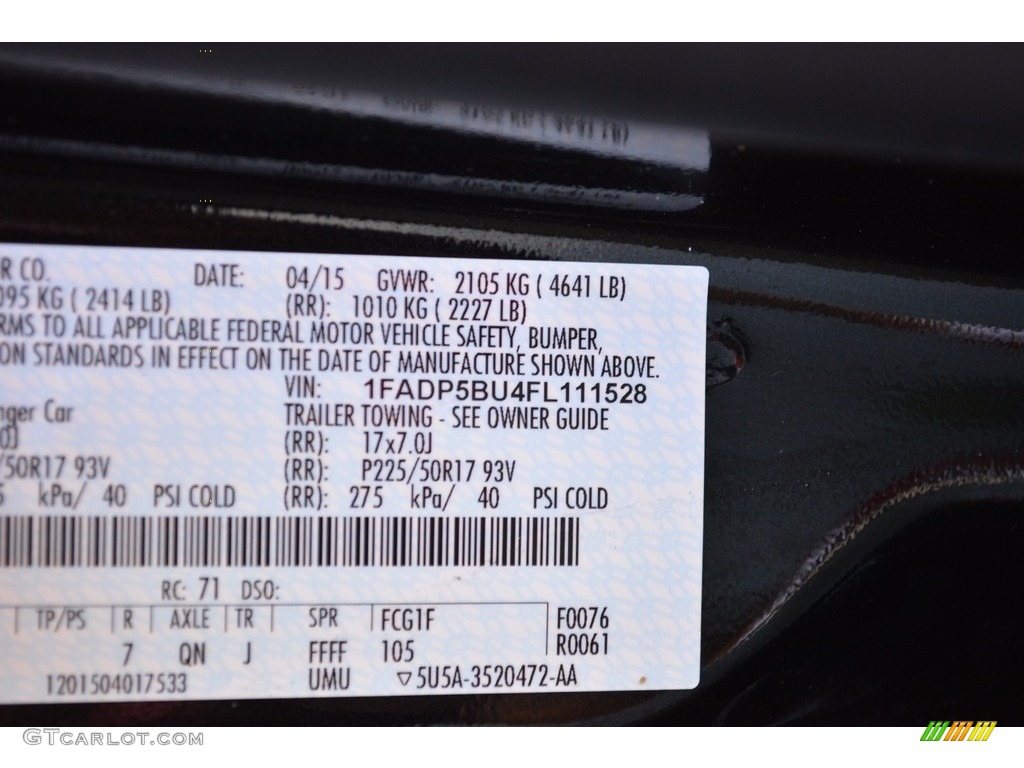 R CO. DATE: 04/15 GVWR: 2105 KG ( 4641 LB)
095 KG ( 2414 LB) (RR): 1010 KG ( 2227 LB)
RMS TO ALL APPLICABLE FEDERAL MOTOR VEHICLE SAFETY, BUMPER,
ON STANDARDS IN EFFECT ON THE DATE OF MANUFACTURE SHOWN ABOVE.
VIN: 1FADP5BU4FL111528
nger Car TRAILER TOWING - SEE OWNER GUIDE
0J (RR): 17x7.0J
/50R17 93V (RR): P225/50R17 93V
5 kPa/ 40 PSI COLD (RR): 275 kPa/ 40 PSI COLD
RC: 71 DSO:
TP/PS R AXLE TR SPR FCG1F F0076
7 QN J FFFF 105 R0061
1201504017533 UMU ▽5U5A-3520472-AA
GTCARLOT.COM